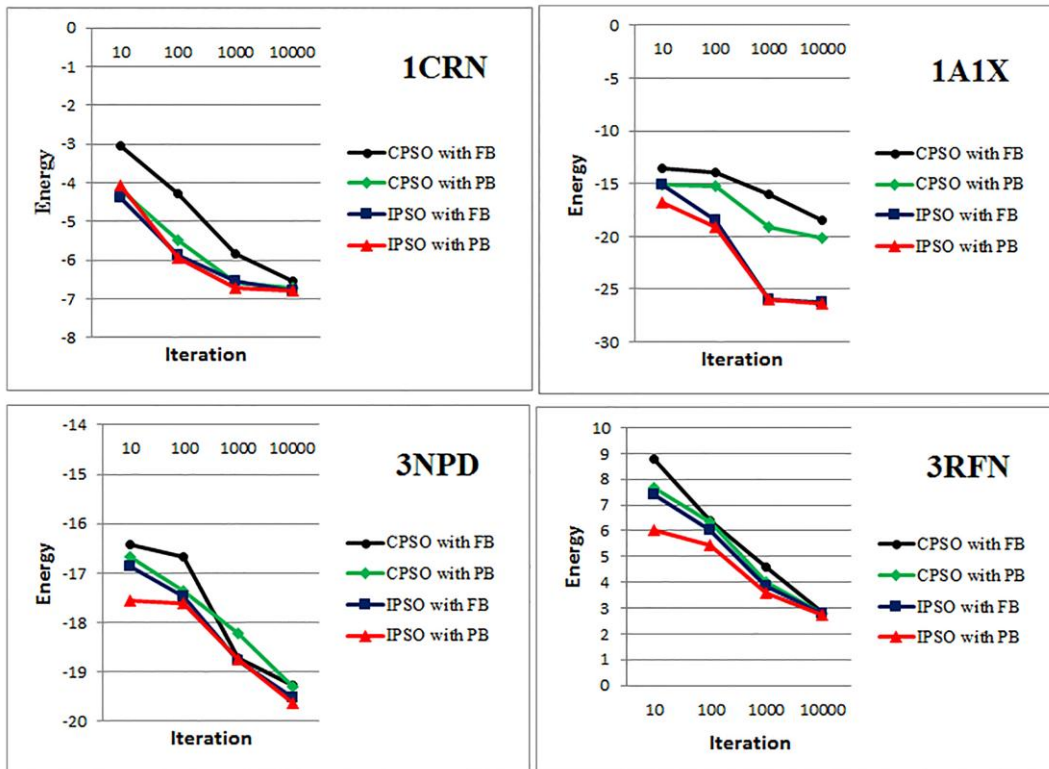 1CRN
0
-1
-2
-3
-4
-5
-6
-7
-8
10 100 1000 10000
Energy
Iteration
CPSO with FB
CPSO with PB
IPSO with FB
IPSO with PB
1A1X
0
-5
-10
-15
-20
-25
-30
10 100 1000 10000
Energy
Iteration
CPSO with FB
CPSO with PB
IPSO with FB
IPSO with PB
3NPD
-14
-15
-16
-17
-18
-19
-20
10 100 1000 10000
Energy
Iteration
CPSO with FB
CPSO with PB
IPSO with FB
IPSO with PB
3RFN
10
9
8
7
6
5
4
3
2
1
0
10 100 1000 10000
Energy
Iteration
CPSO with FB
CPSO with PB
IPSO with FB
IPSO with PB